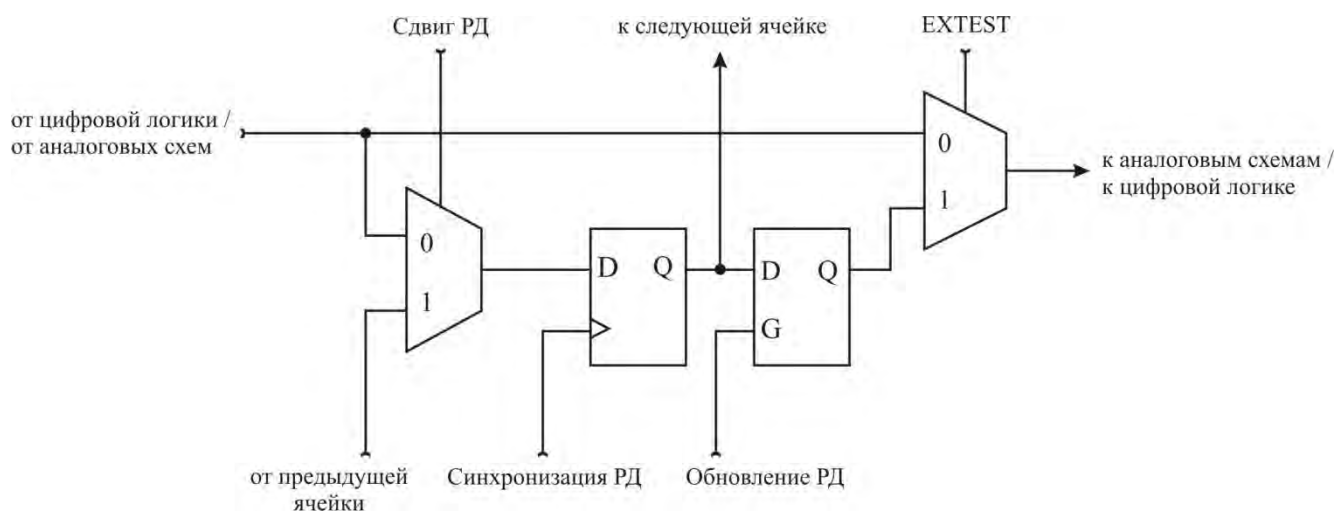 Сдвиг РД
к следующей ячейке
EXTEST
от цифровой логики /
от аналоговых схем
0
1
к аналоговым схемам /
к цифровой логике
0
1
D Q
D Q
G
от предыдущей
ячейки
Синхронизация РД
Обновление РД